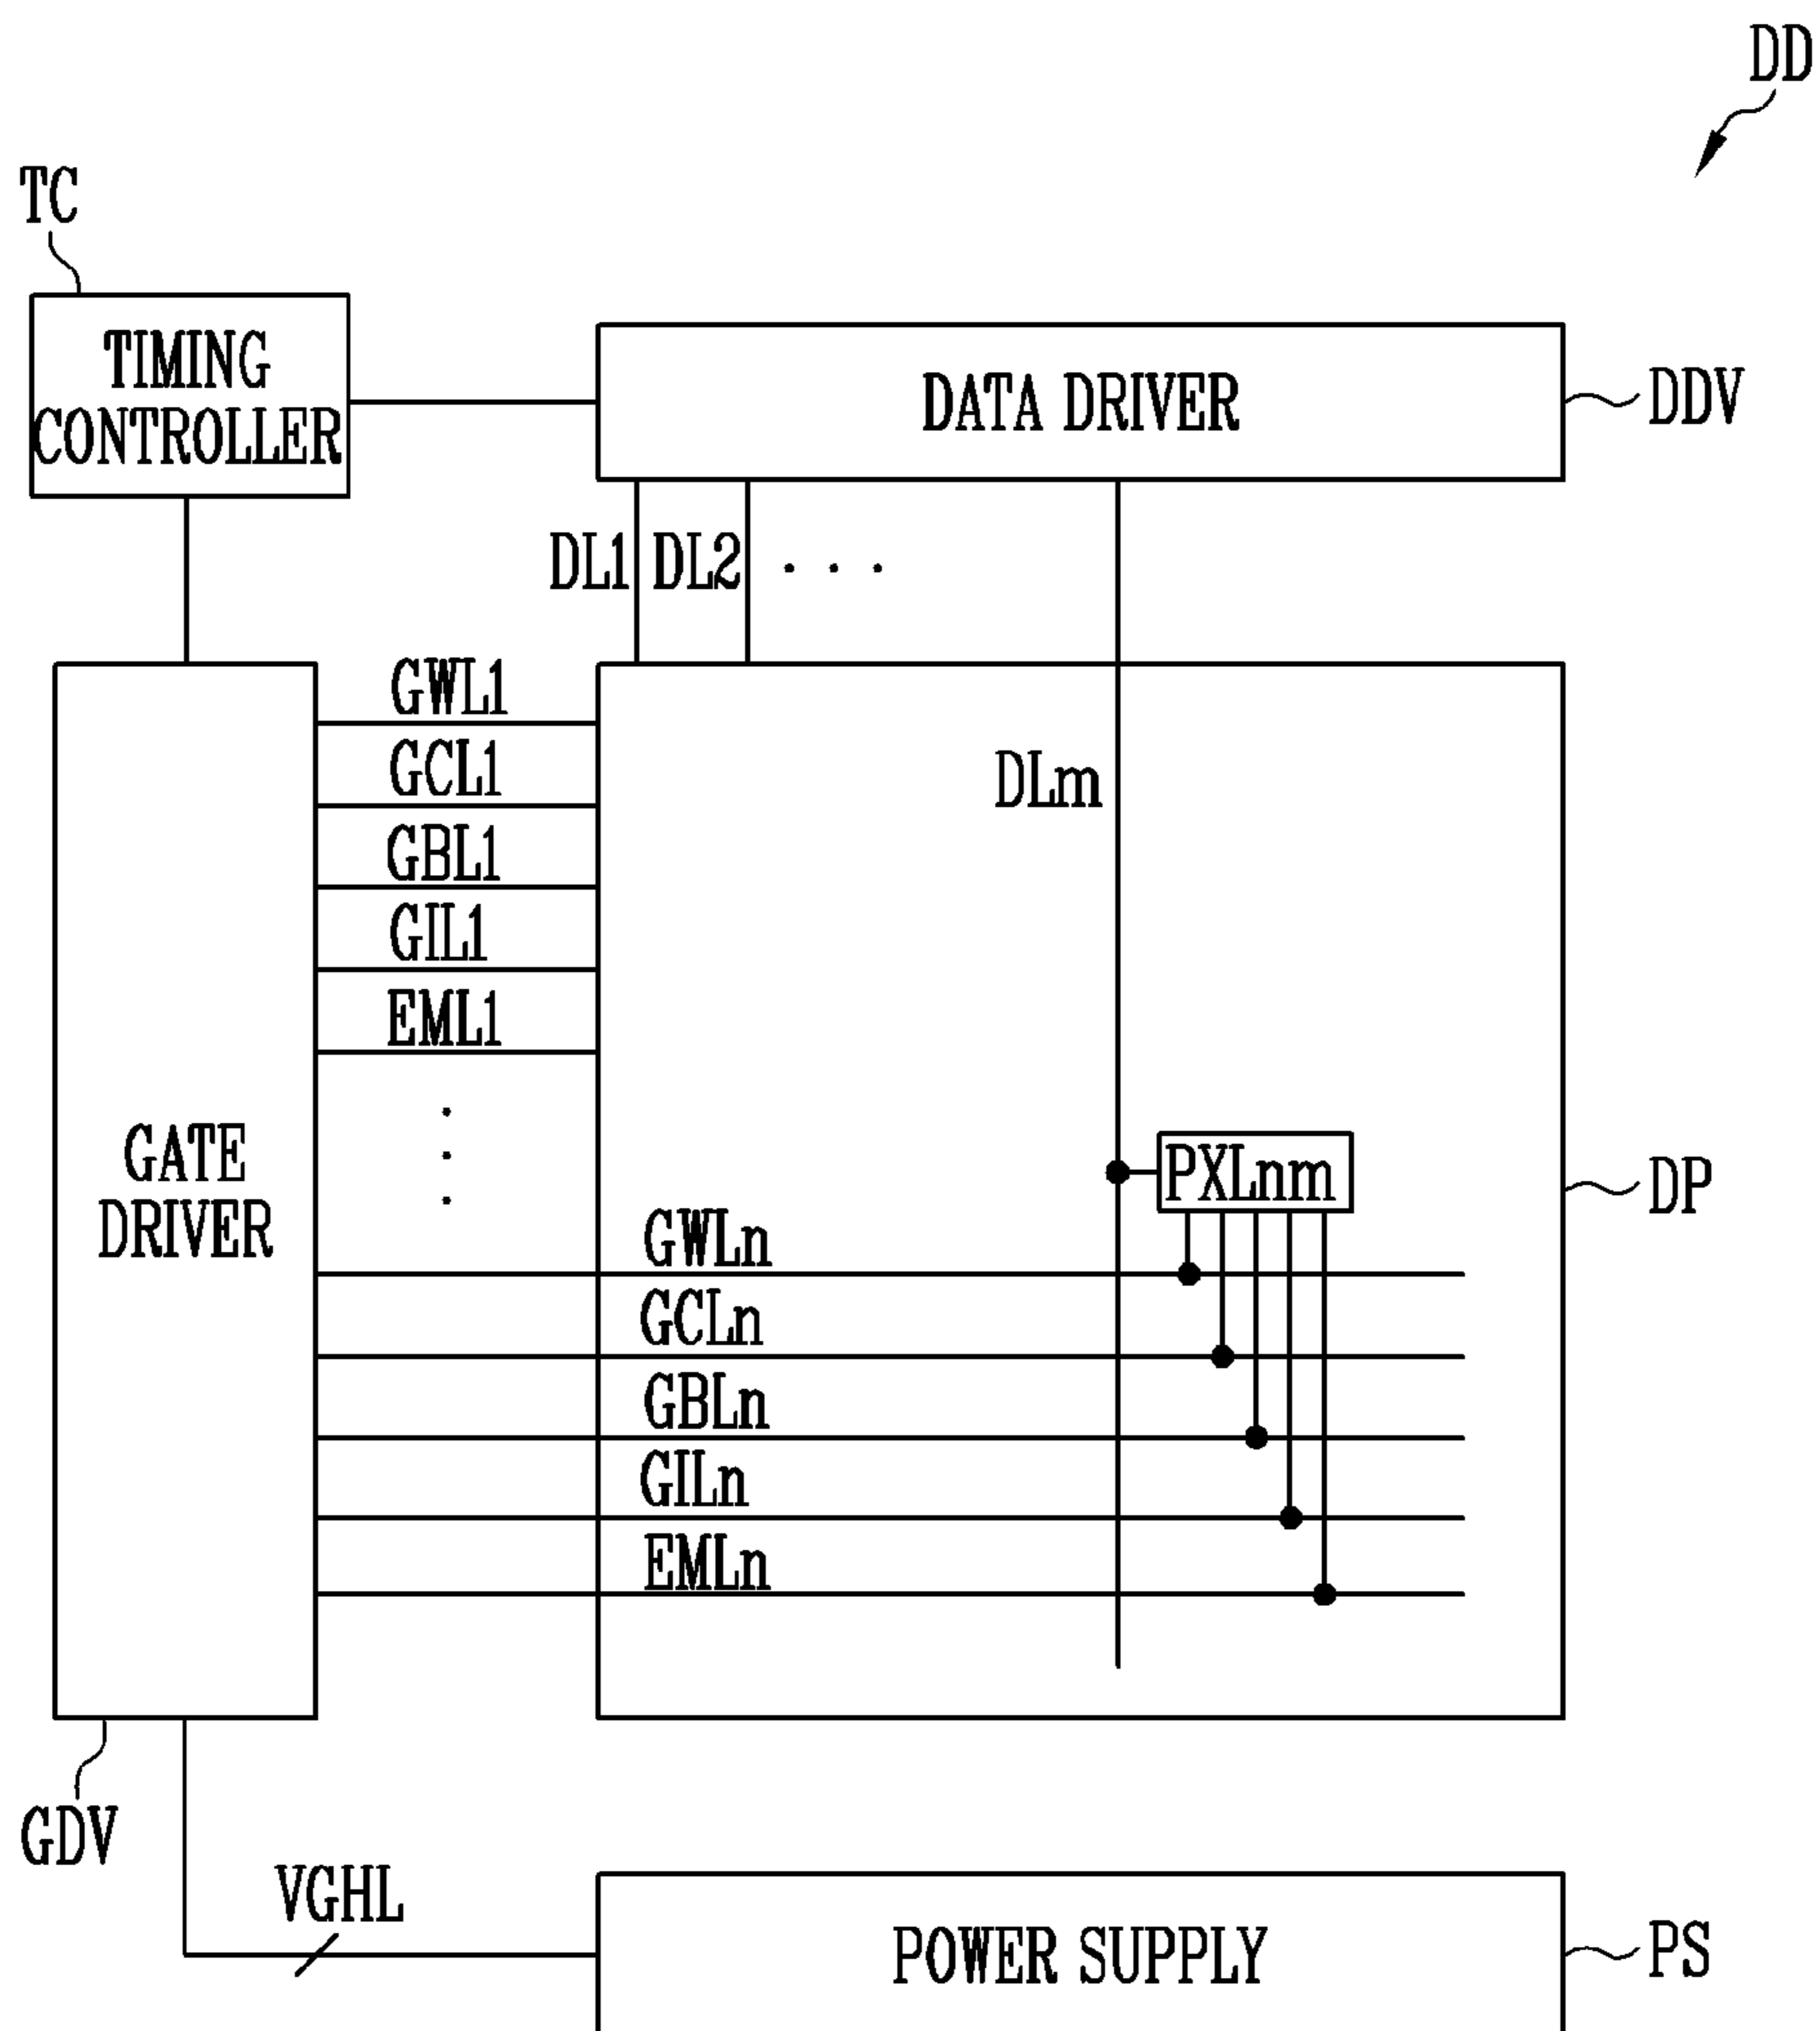 DD
TC
TIMING
CONTROLLER
DATA DRIVER
DDV
DL1
DL2
. . .
GWL1
GCL1
GBL1
GIL1
EML1
DLm
GATE
DRIVER
PXLnm
DP
GWLn
GCLn
GBLn
GILn
EMLn
GDV
VGHL
POWER SUPPLY
PS